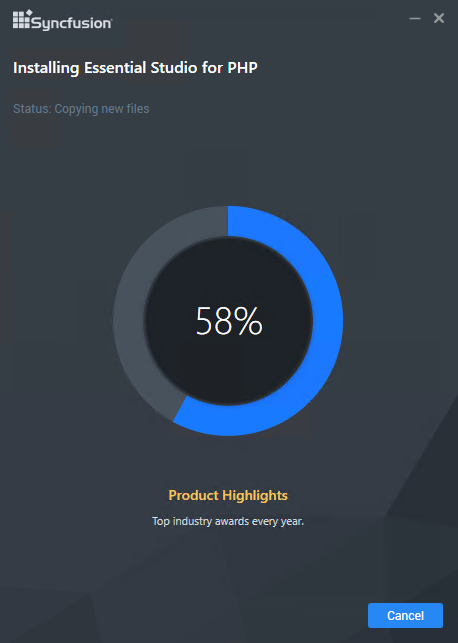 Syncfusion
Installing Essential Studio for PHP
Status: Copying new files
58%
Product Highlights
Top industry awards every year.
Cancel